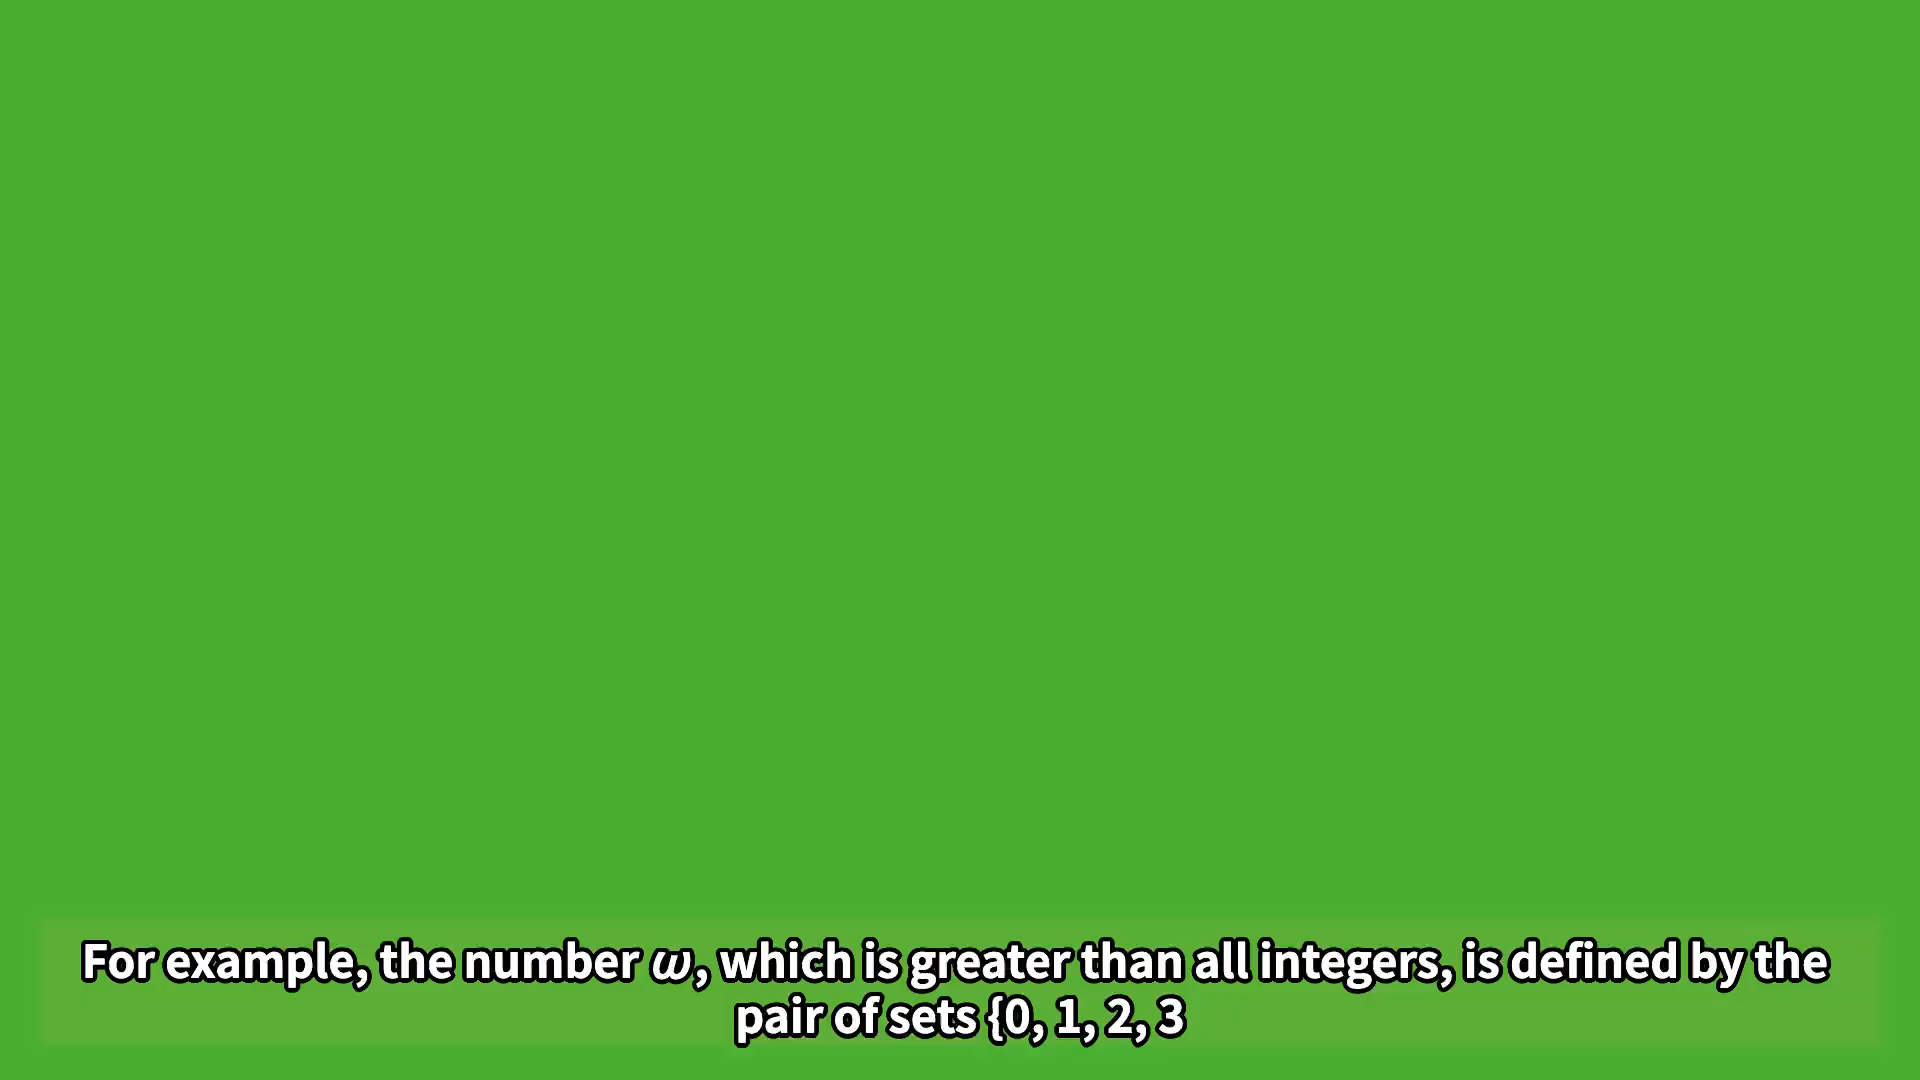 For example, the number ω, which is greater than all integers, is defined by the
pair of sets {0, 1, 2, 3